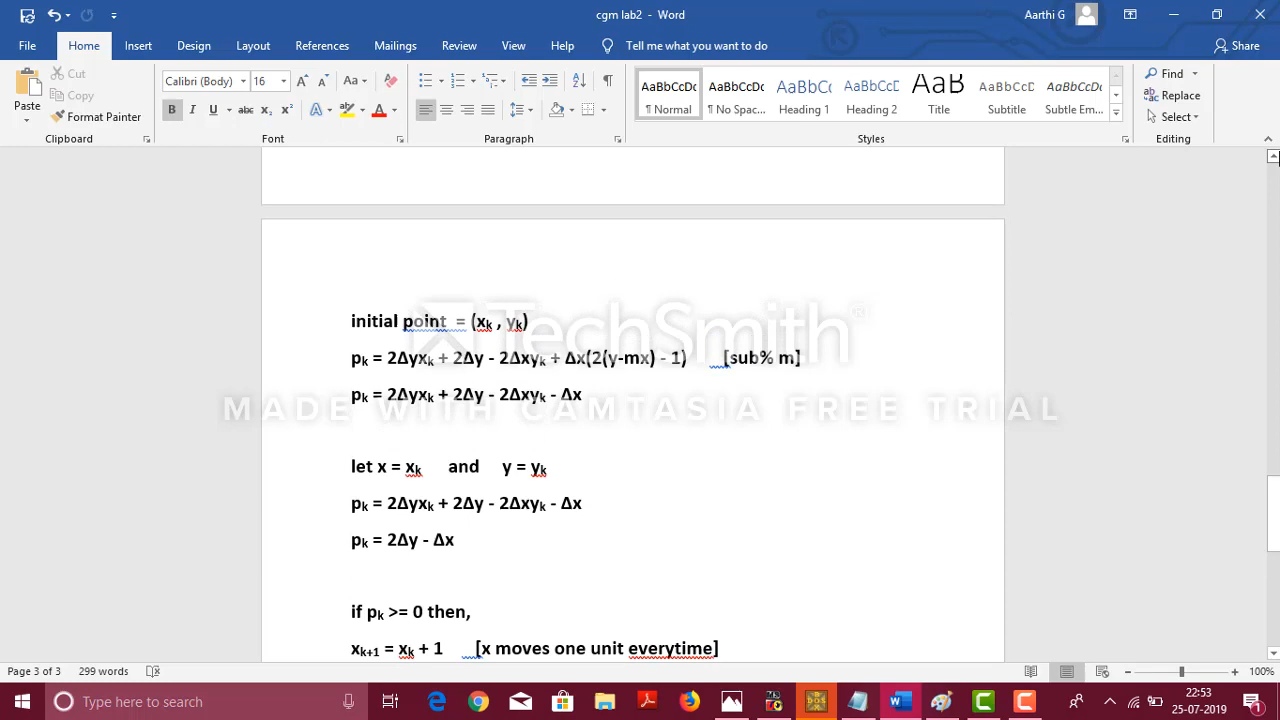 cgm lab2 - Word
Aarthi G
File Home Insert Design Layout References Mailings Review View Help Tell me what you want to do Share
Paste
Cut
Copy
Format Painter
Clipboard
Calibri (Body) 16
Font
Paragraph
AaBbCcDc AaBbCcDc AaBbCc AaBbCcD AaB AaBbCcD AaBbCcDc
¶ Normal ¶ No Spac... Heading 1 Heading 2 Title Subtitle Subtle Em...
Styles
Find
Replace
Select
Editing
initial point = (xₖ , yₖ)
pₖ = 2Δyxₖ + 2Δy - 2Δxyₖ + Δx(2(y-mx) - 1) [sub% m]
pₖ = 2Δyxₖ + 2Δy - 2Δxyₖ - Δx
let x = xₖ and y = yₖ
pₖ = 2Δyxₖ + 2Δy - 2Δxyₖ - Δx
pₖ = 2Δy - Δx
if pₖ >= 0 then,
xₖ₊₁ = xₖ + 1 [x moves one unit everytime]
TechSmith®
MADE WITH CAMTASIA FREE TRIAL
Page 3 of 3 299 words 100%
Type here to search
22:53
25-07-2019
1